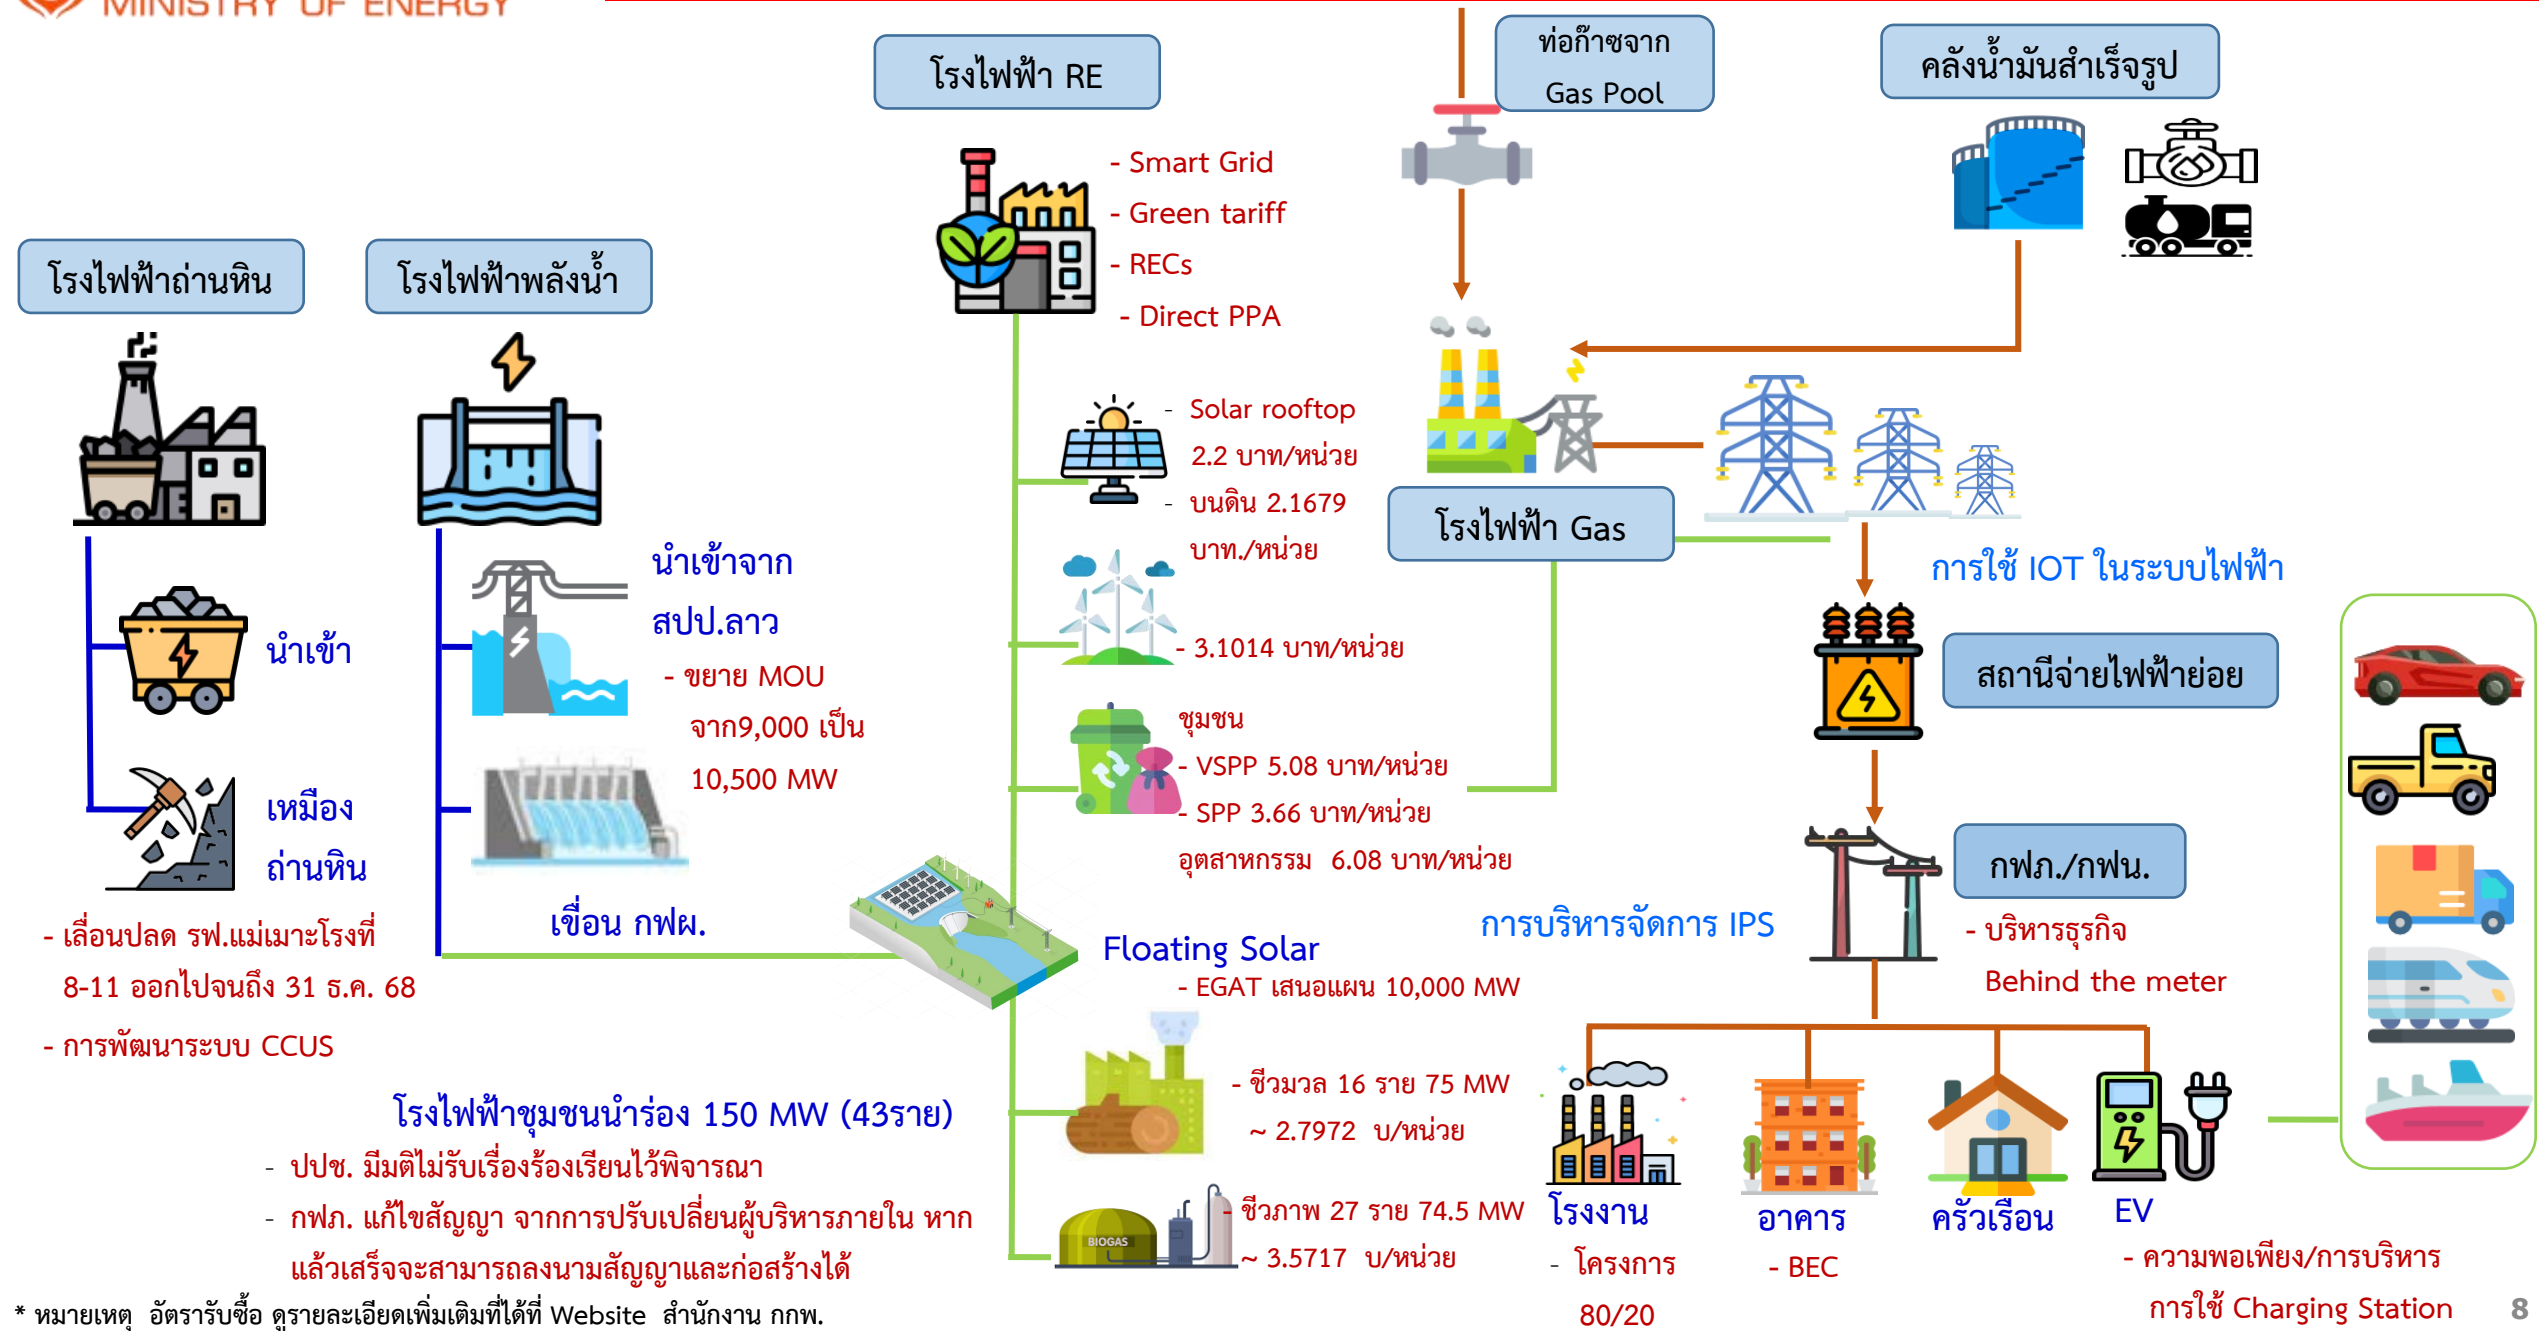 MINISTRY OF ENERGY
โรงไฟฟ้า RE
ท่อก๊าซจาก
Gas Pool
คลังน้ำมันสำเร็จรูป
- Smart Grid
- Green tariff
- RECs
- Direct PPA
โรงไฟฟ้าถ่านหิน
โรงไฟฟ้าพลังน้ำ
- Solar rooftop
2.2 บาท/หน่วย
- บนดิน 2.1679
บาท./หน่วย
โรงไฟฟ้า Gas
นำเข้า
นำเข้าจาก
สปป.ลาว
- ขยาย MOU
จาก9,000 เป็น
10,500 MW
- 3.1014 บาท/หน่วย
การใช้ IOT ในระบบไฟฟ้า
สถานีจ่ายไฟฟ้าย่อย
ชุมชน
- VSPP 5.08 บาท/หน่วย
- SPP 3.66 บาท/หน่วย
อุตสาหกรรม 6.08 บาท/หน่วย
เหมือง
ถ่านหิน
เขื่อน กฟผ.
กฟภ./กฟน.
- บริหารธุรกิจ
Behind the meter
การบริหารจัดการ IPS
Floating Solar
- EGAT เสนอแผน 10,000 MW
- เลื่อนปลด รฟ.แม่เมาะโรงที่
8-11 ออกไปจนถึง 31 ธ.ค. 68
- การพัฒนาระบบ CCUS
- ชีวมวล 16 ราย 75 MW
~ 2.7972 บ/หน่วย
โรงไฟฟ้าชุมชนนำร่อง 150 MW (43ราย)
- ปปช. มีมติไม่รับเรื่องร้องเรียนไว้พิจารณา
- กฟภ. แก้ไขสัญญา จากการปรับเปลี่ยนผู้บริหารภายใน หาก
แล้วเสร็จจะสามารถลงนามสัญญาและก่อสร้างได้
BIOGAS
- ชีวภาพ 27 ราย 74.5 MW
~ 3.5717 บ/หน่วย
โรงงาน
- โครงการ
80/20
อาคาร
- BEC
ครัวเรือน
EV
- ความพอเพียง/การบริหาร
การใช้ Charging Station
* หมายเหตุ อัตรารับซื้อ ดูรายละเอียดเพิ่มเติมที่ได้ที่ Website สำนักงาน กกพ.
8